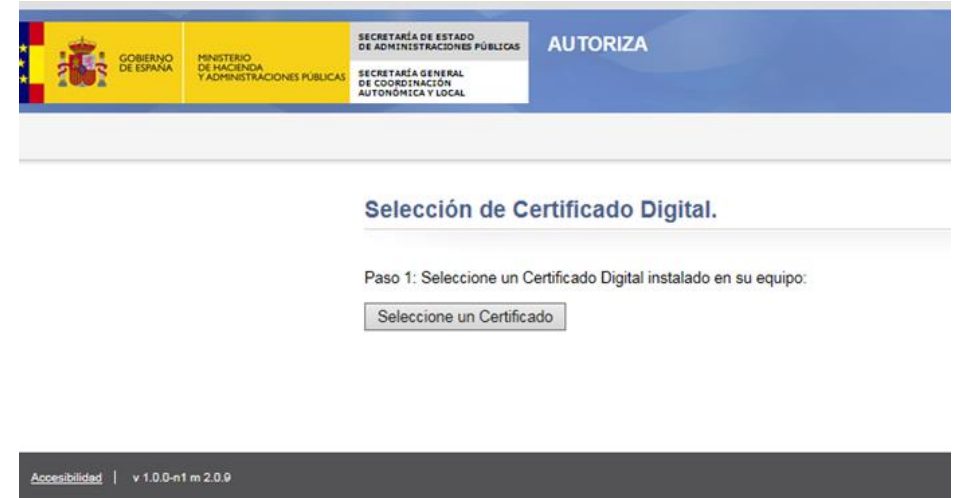 GOBIERNO
DE ESPAÑA
MINISTERIO
DE HACIENDA
Y ADMINISTRACIONES PÚBLICAS
SECRETARÍA DE ESTADO
DE ADMINISTRACIONES PÚBLICAS
SECRETARÍA GENERAL
DE COORDINACIÓN
AUTONÓMICA Y LOCAL
AUTORIZA
Selección de Certificado Digital.
Paso 1: Seleccione un Certificado Digital instalado en su equipo:
Seleccione un Certificado
Accesibilidad | v 1.0.0-n1 m 2.0.9